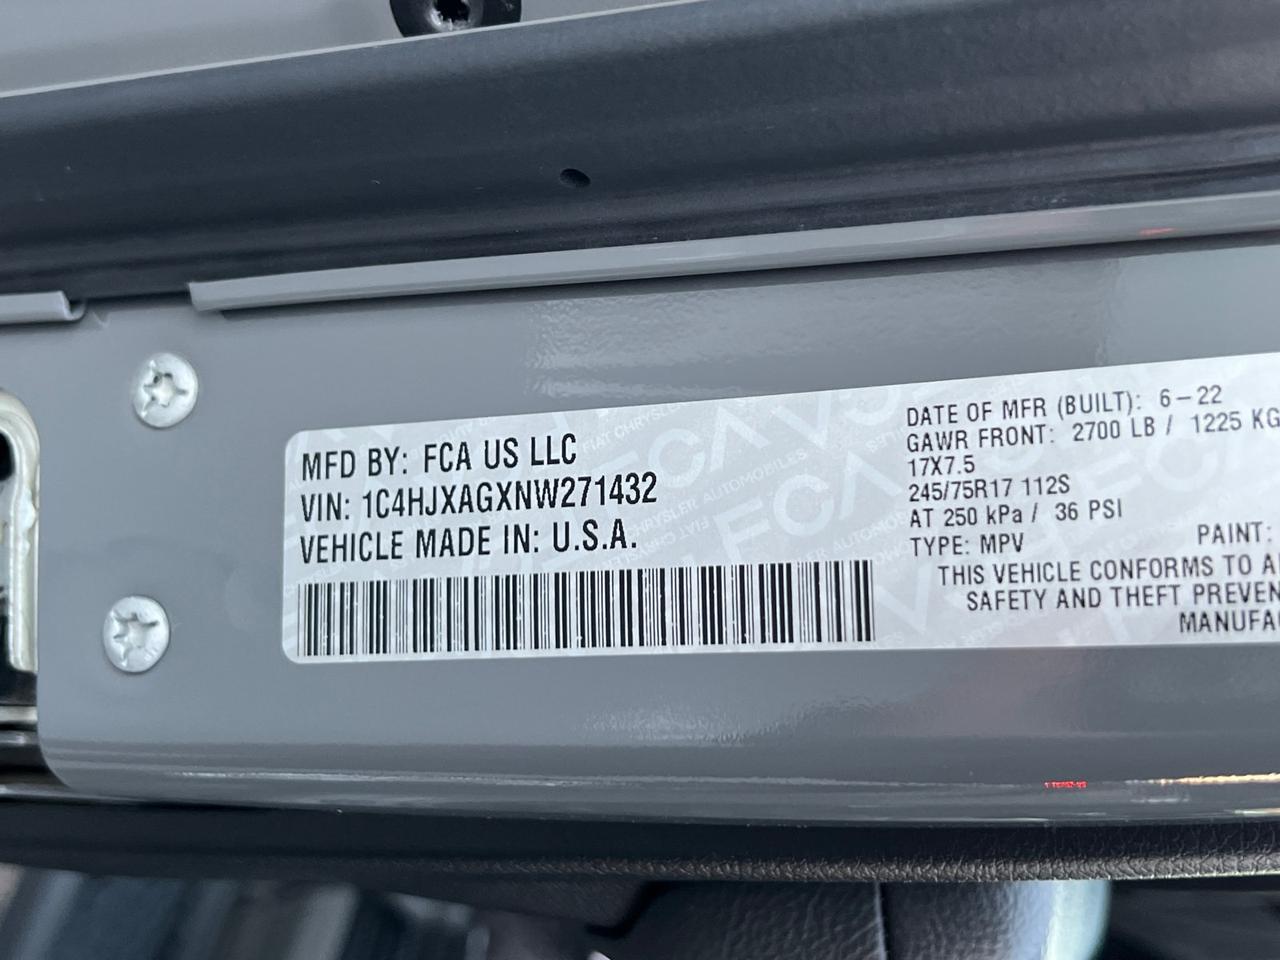 MFD BY: FCA US LLC
VIN: 1C4HJXAGXNW271432
VEHICLE MADE IN: U.S.A.
DATE OF MFR (BUILT): 6-22
GAWR FRONT: 2700 LB / 1225 KG
17X7.5
245/75R17 112S
AT 250 kPa / 36 PSI
TYPE: MPV PAINT:
THIS VEHICLE CONFORMS TO
SAFETY AND THEFT PREVEN
MANUFA